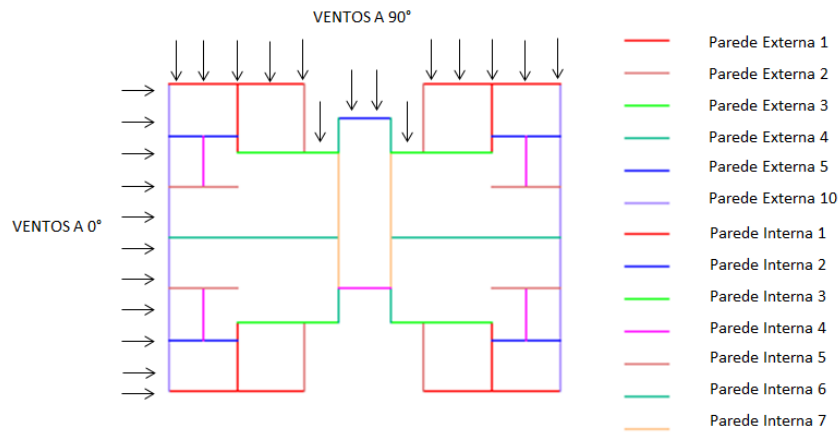 VENTOS A 90°
VENTOS A 0°
Parede Externa 1
Parede Externa 2
Parede Externa 3
Parede Externa 4
Parede Externa 5
Parede Externa 10
Parede Interna 1
Parede Interna 2
Parede Interna 3
Parede Interna 4
Parede Interna 5
Parede Interna 6
Parede Interna 7